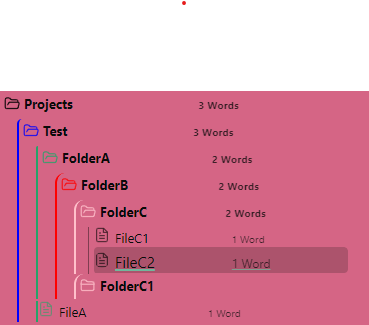 Projects 3 Words
Test 3 Words
FolderA 2 Words
FolderB 2 Words
FolderC 2 Words
FileC1 1 Word
FileC2 1 Word
FolderC1
FileA 1 Word